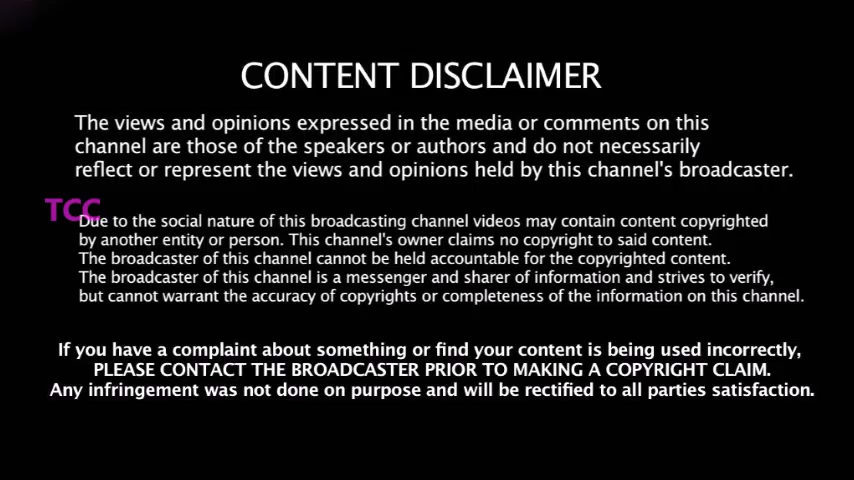 CONTENT DISCLAIMER
The views and opinions expressed in the media or comments on this
channel are those of the speakers or authors and do not necessarily
reflect or represent the views and opinions held by this channel's broadcaster.
TCC
Due to the social nature of this broadcasting channel videos may contain content copyrighted
by another entity or person. This channel's owner claims no copyright to said content.
The broadcaster of this channel cannot be held accountable for the copyrighted content.
The broadcaster of this channel is a messenger and sharer of information and strives to verify,
but cannot warrant the accuracy of copyrights or completeness of the information on this channel.
If you have a complaint about something or find your content is being used incorrectly,
PLEASE CONTACT THE BROADCASTER PRIOR TO MAKING A COPYRIGHT CLAIM.
Any infringement was not done on purpose and will be rectified to all parties satisfaction.